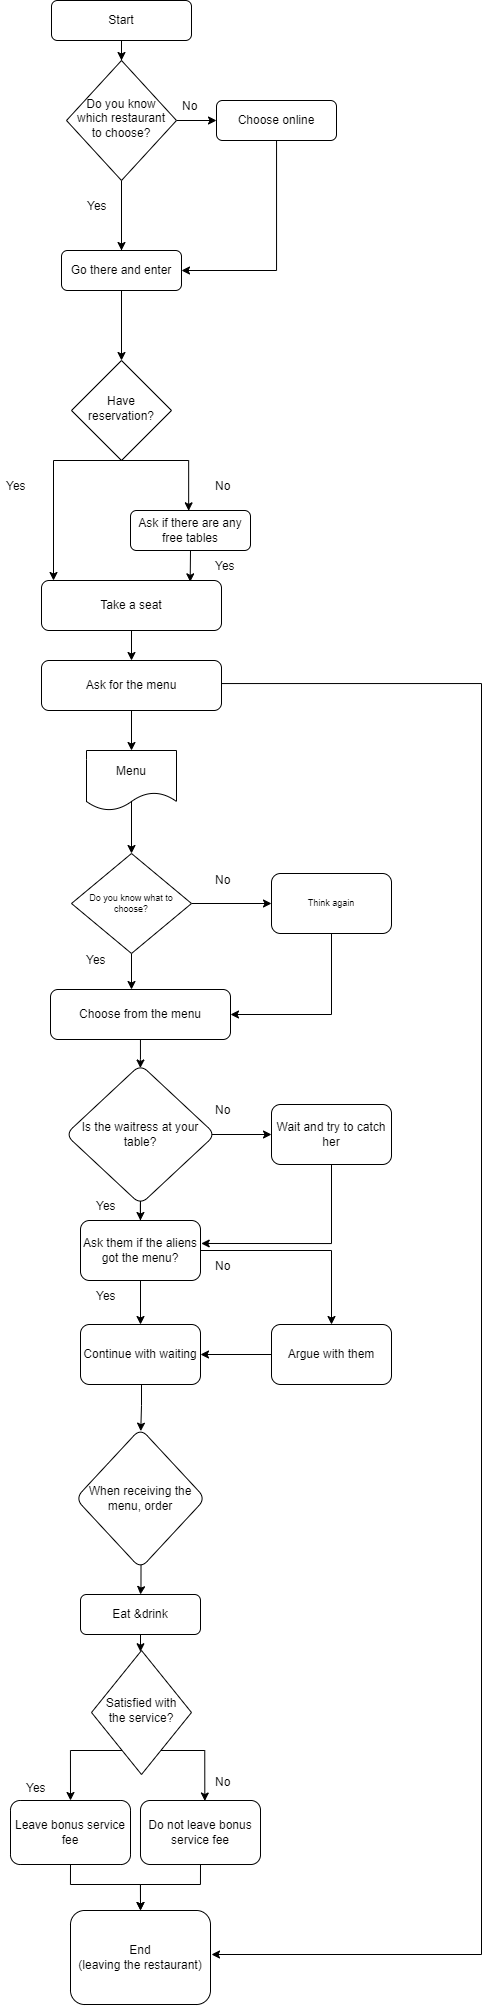 Start
Do you know
which restaurant
to choose?
No
Choose online
Yes
Go there and enter
Have
reservation?
Yes
No
Ask if there are any
free tables
Yes
Take a seat
Ask for the menu
Menu
No
Do you know what to
choose?
Think again
Yes
Choose from the menu
No
Is the waitress at your
table?
Wait and try to catch
her
Yes
Ask them if the aliens
got the menu?
No
Yes
Continue with waiting
Argue with them
When receiving the
menu, order
Eat &drink
Satisfied with
the service?
Yes
No
Leave bonus service
fee
Do not leave bonus
service fee
End
(leaving the restaurant)